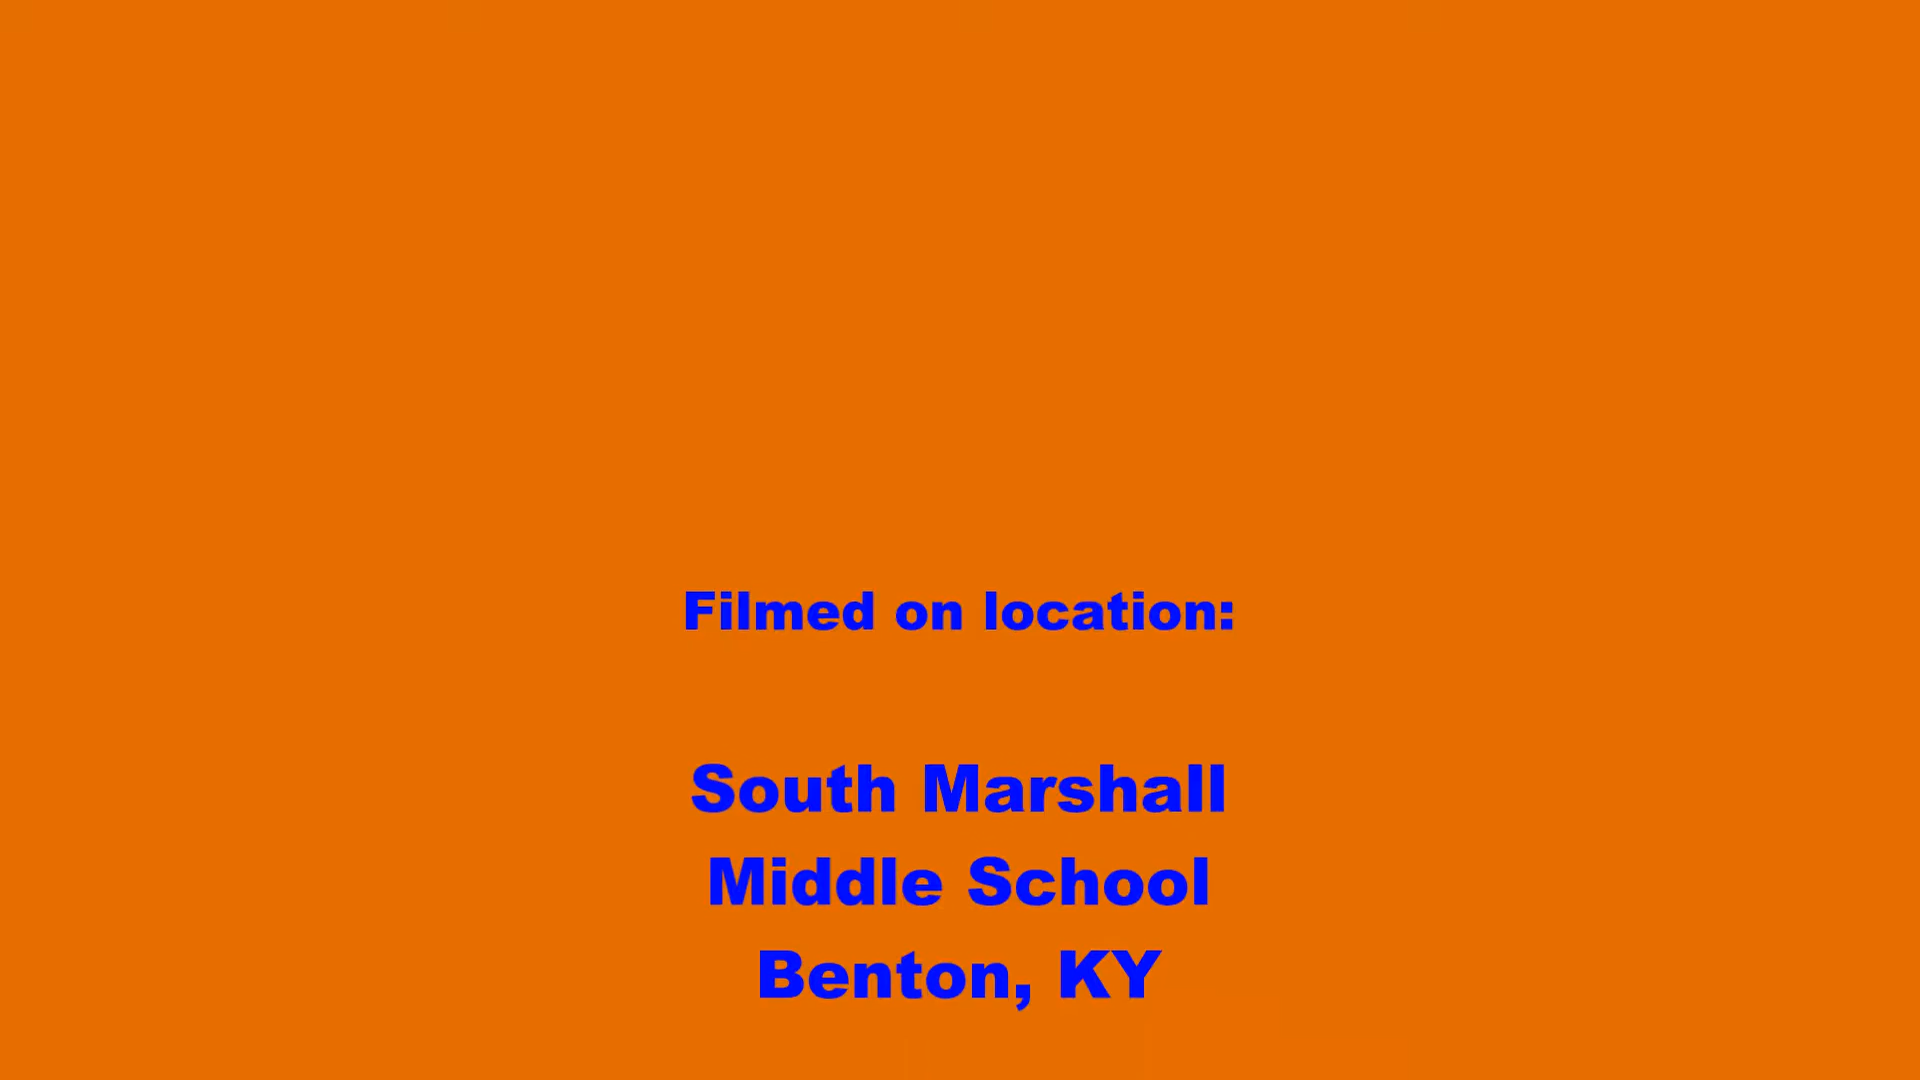 Filmed on location:
South Marshall
Middle School
Benton, KY